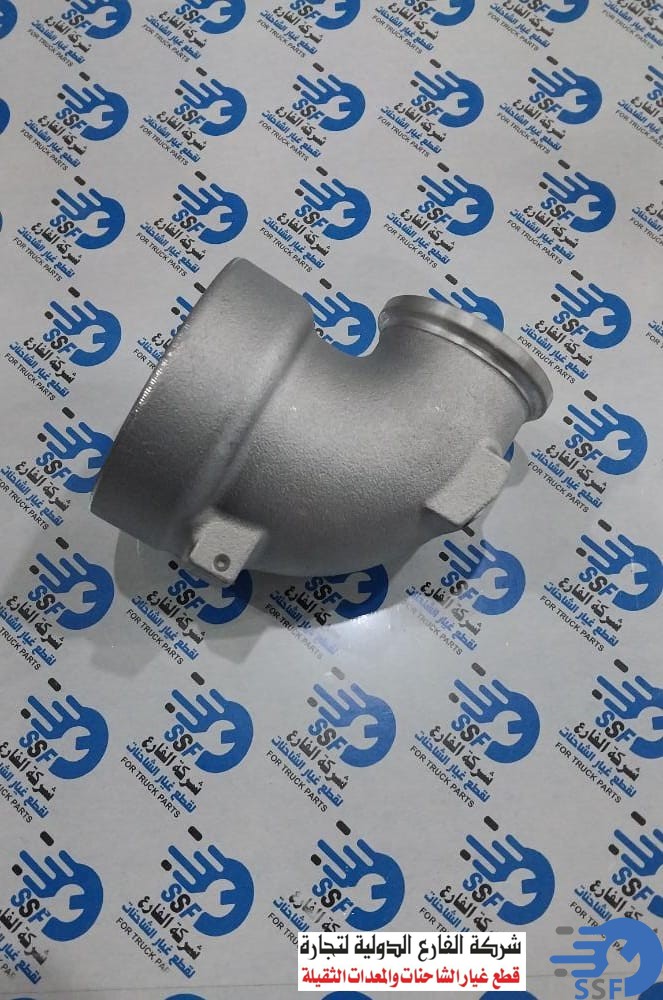 SSF
شركة الفارع
لقطع غيار الشاحنات
FOR TRUCK PARTS
شركة الفارع الدولية لتجارة
قطع غيار الشاحنات والمعدات الثقيلة
SSF